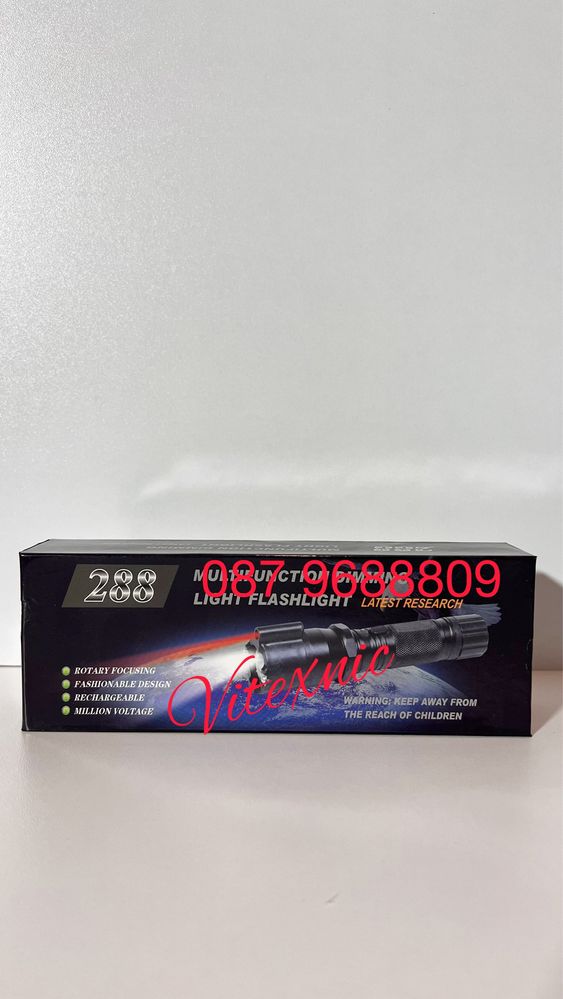 288
MULTIFUNCTION DIMMING
LIGHT FLASHLIGHT LATEST RESEARCH
087 9688809
ROTARY FOCUSING
FASHIONABLE DESIGN
RECHARGEABLE
MILLION VOLTAGE
Vitexnic
WARNING: KEEP AWAY FROM
THE REACH OF CHILDREN